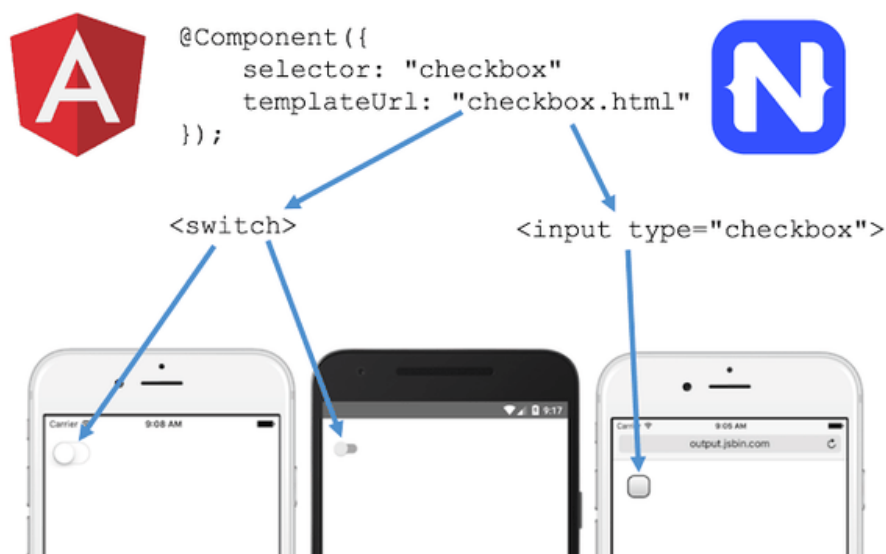 @Component({
selector: "checkbox"
templateUrl: "checkbox.html"
});
<switch>
<input type="checkbox">
Carrier 9:08 AM
9:17
Carrier 9:05 AM
output.jsbin.com